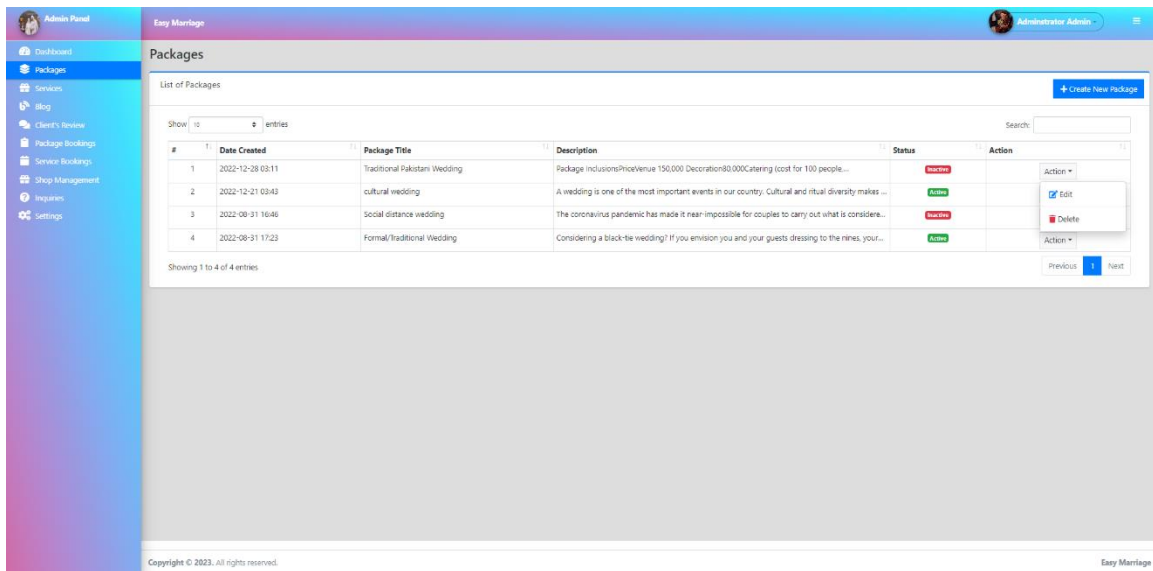 Admin Panel
Easy Marriage
Adminstrator Admin
Dashboard
Packages
Services
Blog
Client's Review
Package Bookings
Service Bookings
Shop Management
Inquiries
Settings
Packages
List of Packages
+ Create New Package
Show 10 entries
Search:
# Date Created Package Title Description Status Action
1 2022-12-28 03:11 Traditional Pakistani Wedding Package InclusionsPriceVenue 150,000 Decoration80,000Catering (cost for 100 people,... Inactive Action
2 2022-12-21 03:43 cultural wedding A wedding is one of the most important events in our country. Cultural and ritual diversity makes ... Active
Edit
3 2022-08-31 16:46 Social distance wedding The coronavirus pandemic has made it near-impossible for couples to carry out what is considere... Inactive
Delete
4 2022-08-31 17:23 Formal/Traditional Wedding Considering a black-tie wedding? If you envision you and your guests dressing to the nines, your... Active Action
Showing 1 to 4 of 4 entries
Previous 1 Next
Copyright © 2023. All rights reserved.
Easy Marriage